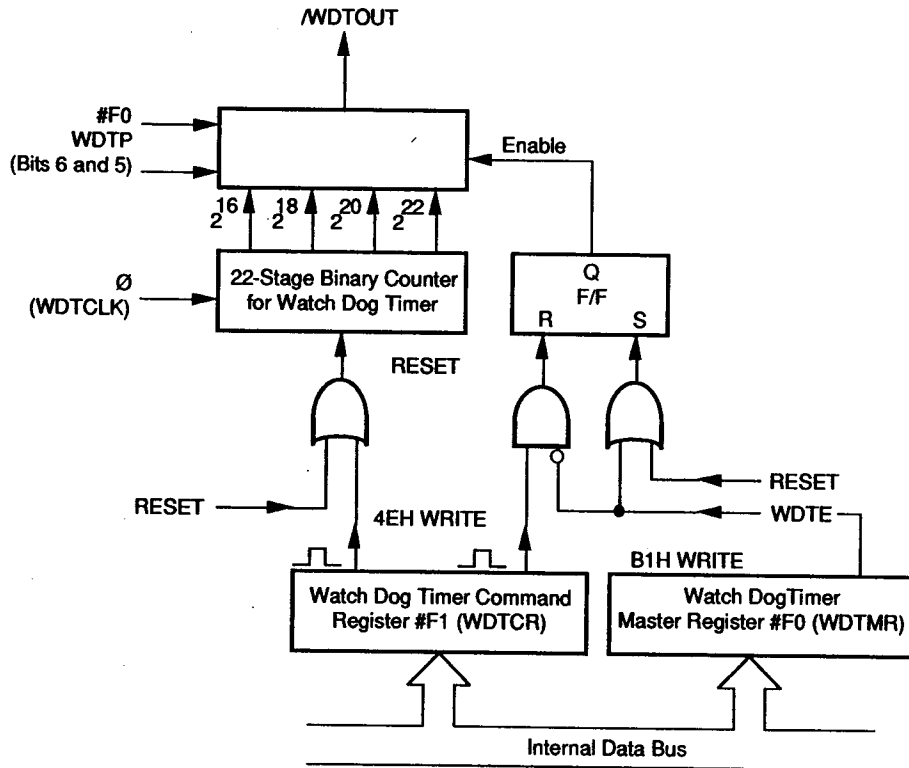 /WDTOUT
#F0
WDTP
(Bits 6 and 5)
Enable
2^16 2^18 2^20 2^22
22-Stage Binary Counter
for Watch Dog Timer
Ø
(WDTCLK)
Q
F/F
R S
RESET
RESET
RESET
WDTE
4EH WRITE
B1H WRITE
Watch Dog Timer Command
Register #F1 (WDTCR)
Watch DogTimer
Master Register #F0 (WDTMR)
Internal Data Bus